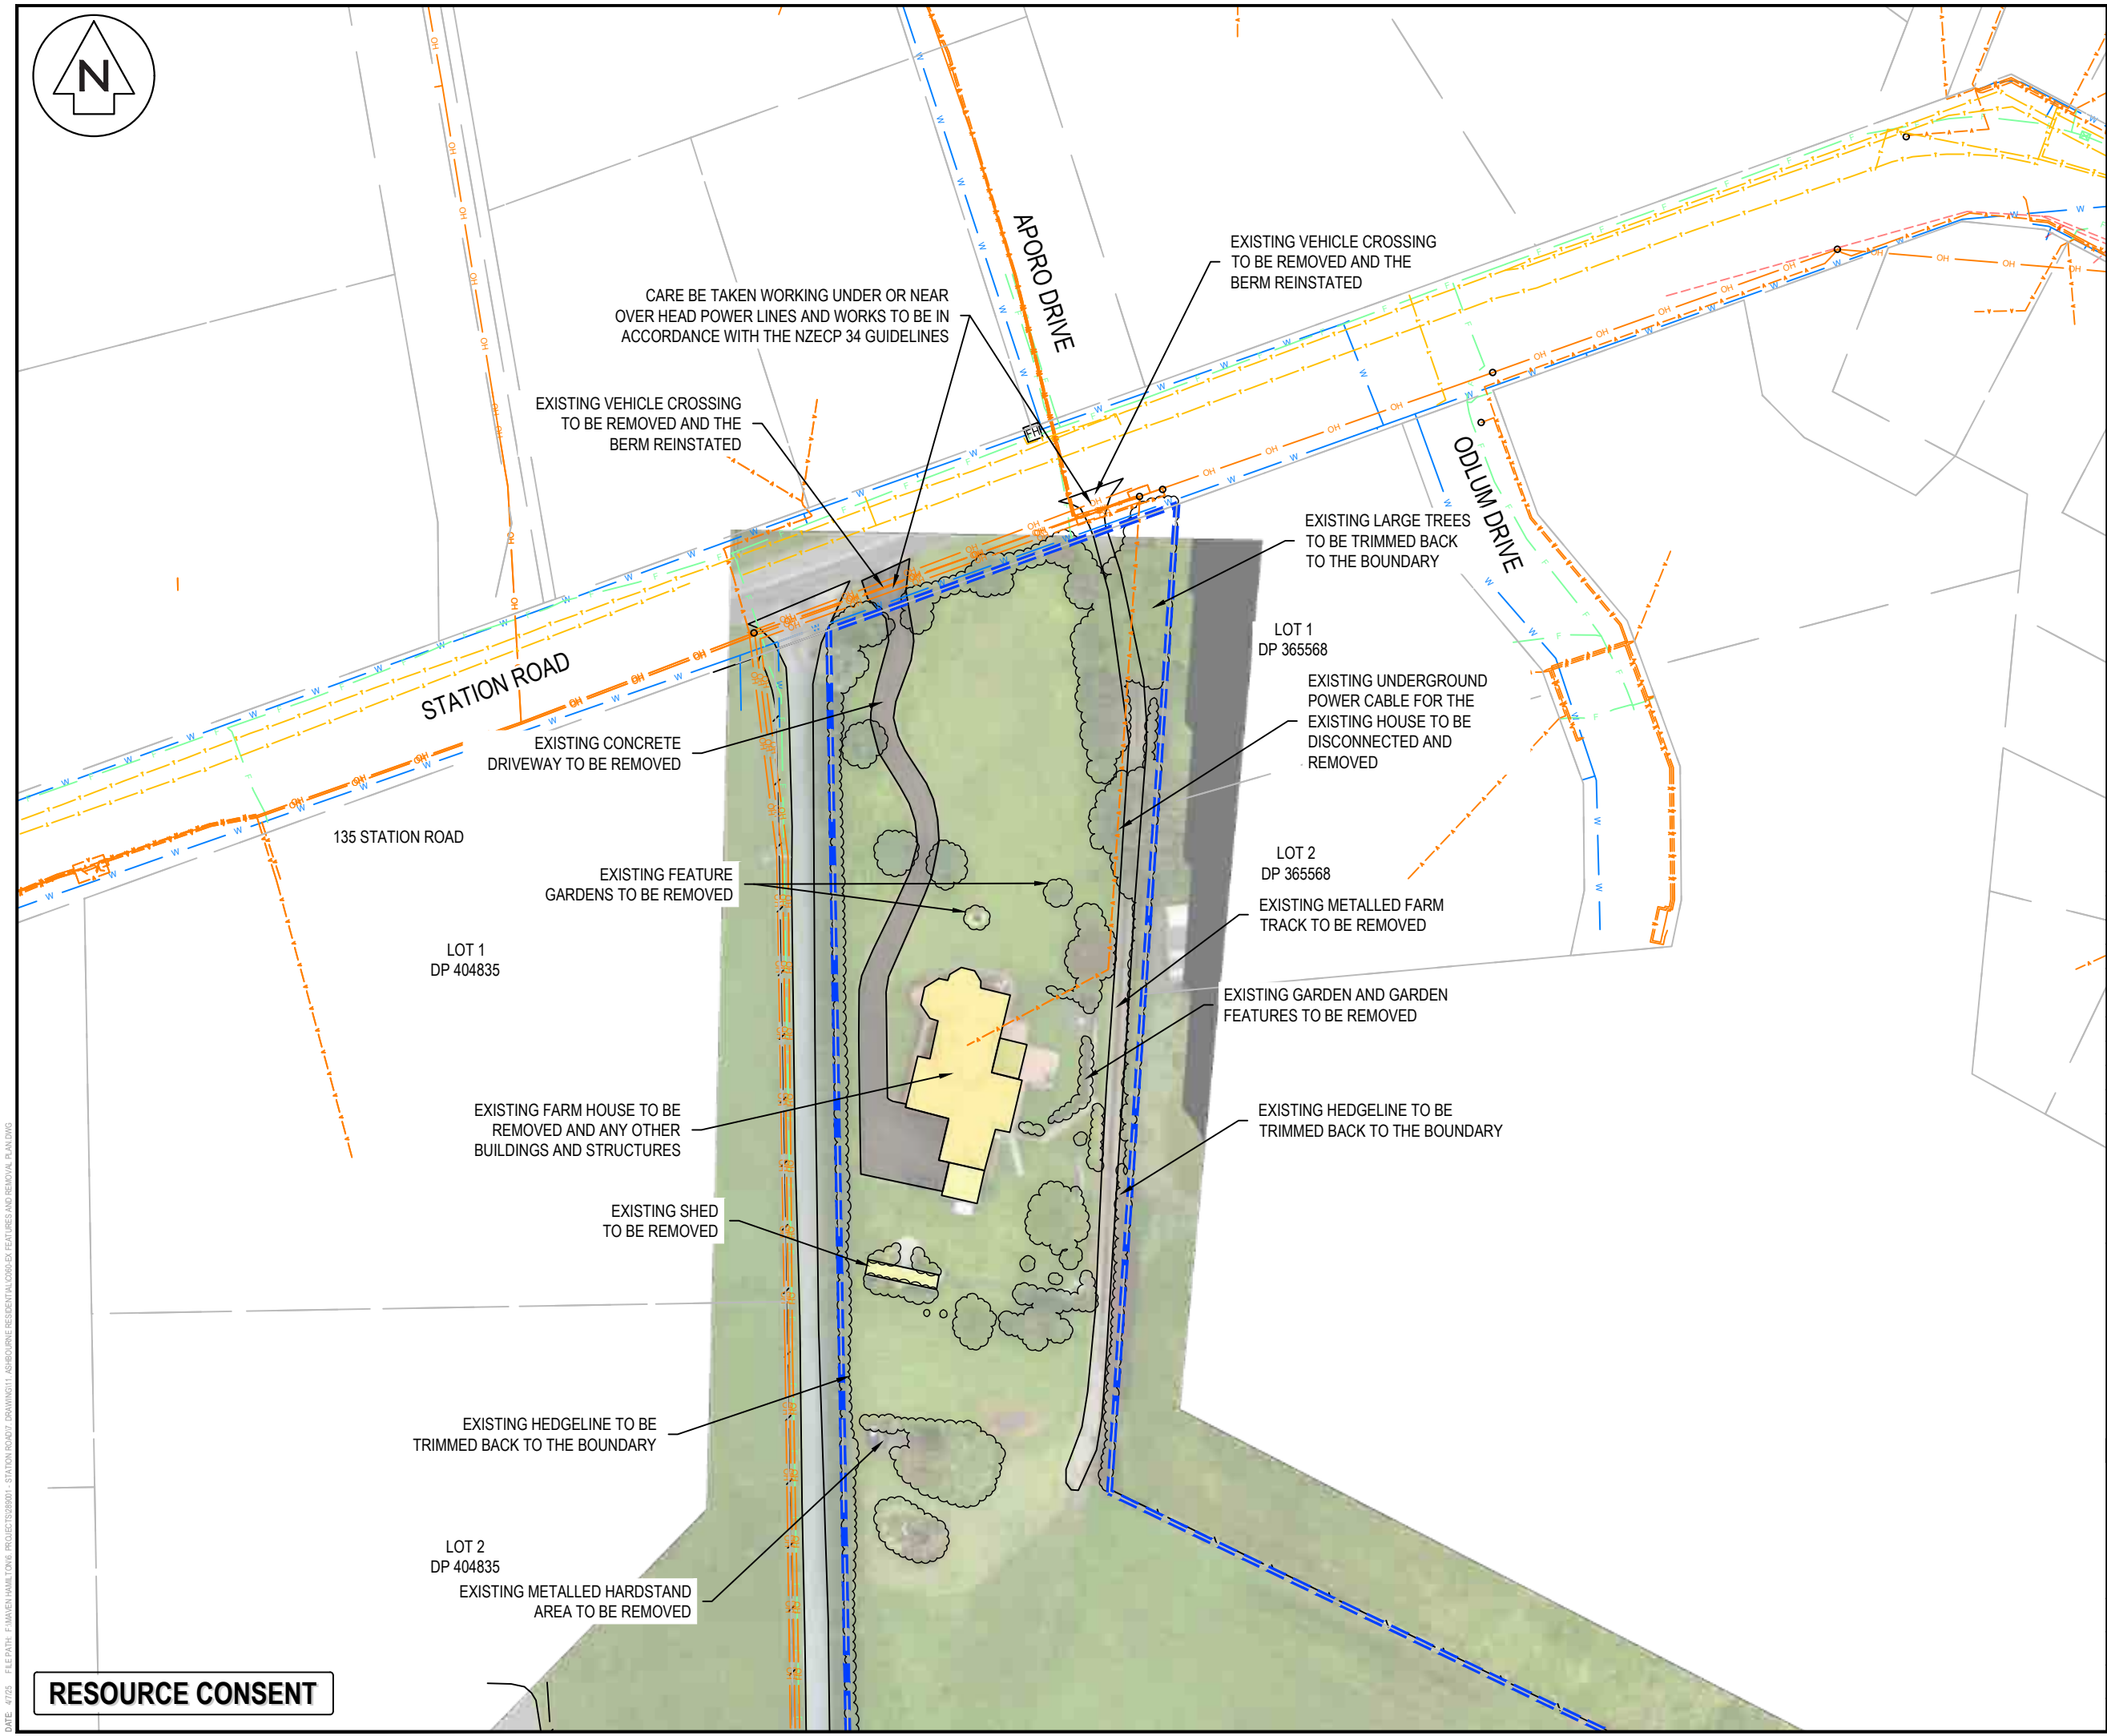 N
APORO DRIVE
EXISTING VEHICLE CROSSING
TO BE REMOVED AND THE
BERM REINSTATED
CARE BE TAKEN WORKING UNDER OR NEAR
OVER HEAD POWER LINES AND WORKS TO BE IN
ACCORDANCE WITH THE NZECP 34 GUIDELINES
EXISTING VEHICLE CROSSING
TO BE REMOVED AND THE
BERM REINSTATED
FH
ODLUM DRIVE
EXISTING LARGE TREES
TO BE TRIMMED BACK
TO THE BOUNDARY
LOT 1
DP 365568
STATION ROAD
EXISTING UNDERGROUND
POWER CABLE FOR THE
EXISTING HOUSE TO BE
DISCONNECTED AND
REMOVED
EXISTING CONCRETE
DRIVEWAY TO BE REMOVED
135 STATION ROAD
LOT 2
DP 365568
EXISTING FEATURE
GARDENS TO BE REMOVED
EXISTING METALLED FARM
TRACK TO BE REMOVED
LOT 1
DP 404835
EXISTING GARDEN AND GARDEN
FEATURES TO BE REMOVED
EXISTING FARM HOUSE TO BE
REMOVED AND ANY OTHER
BUILDINGS AND STRUCTURES
EXISTING HEDGELINE TO BE
TRIMMED BACK TO THE BOUNDARY
EXISTING SHED
TO BE REMOVED
EXISTING HEDGELINE TO BE
TRIMMED BACK TO THE BOUNDARY
LOT 2
DP 404835
EXISTING METALLED HARDSTAND
AREA TO BE REMOVED
RESOURCE CONSENT